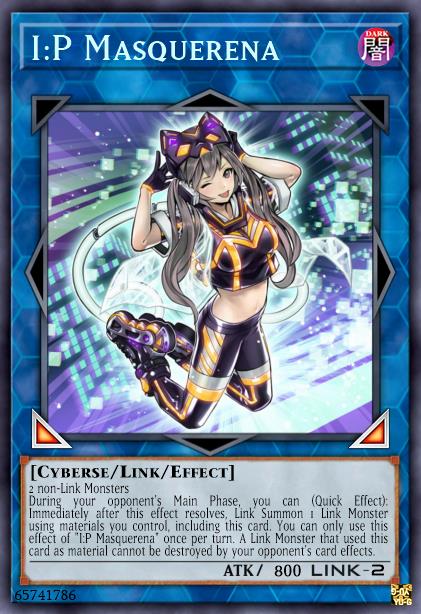 I:P Masquerena
DARK
闇
[Cyberse/Link/Effect]
2 non-Link Monsters
During your opponent's Main Phase, you can (Quick Effect):
Immediately after this effect resolves, Link Summon 1 Link Monster
using materials you control, including this card. You can only use this
effect of "I:P Masquerena" once per turn. A Link Monster that used this
card as material cannot be destroyed by your opponent's card effects.
ATK/ 800 LINK-2
65741786